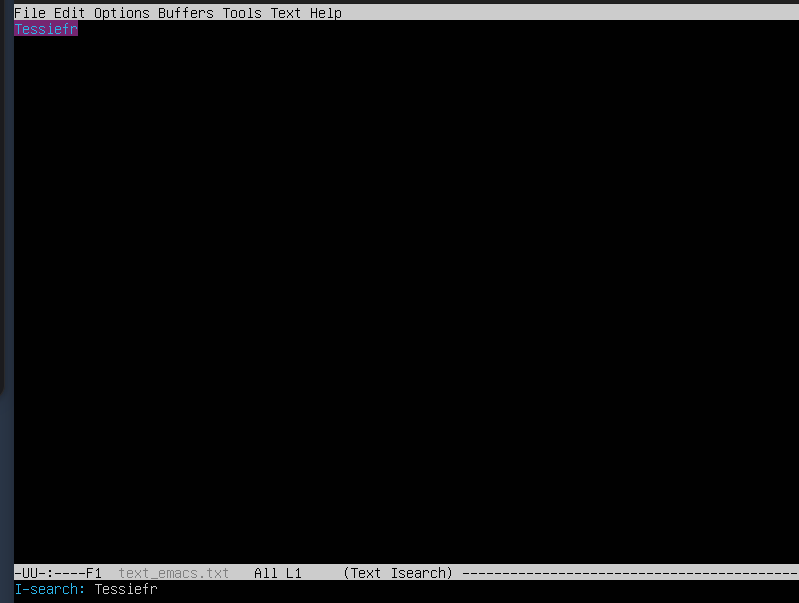 File Edit Options Buffers Tools Text Help
Tessiefr
-UU-:----F1  text_emacs.txt   All L1     (Text Isearch) ------------------------------------------
I-search: Tessiefr